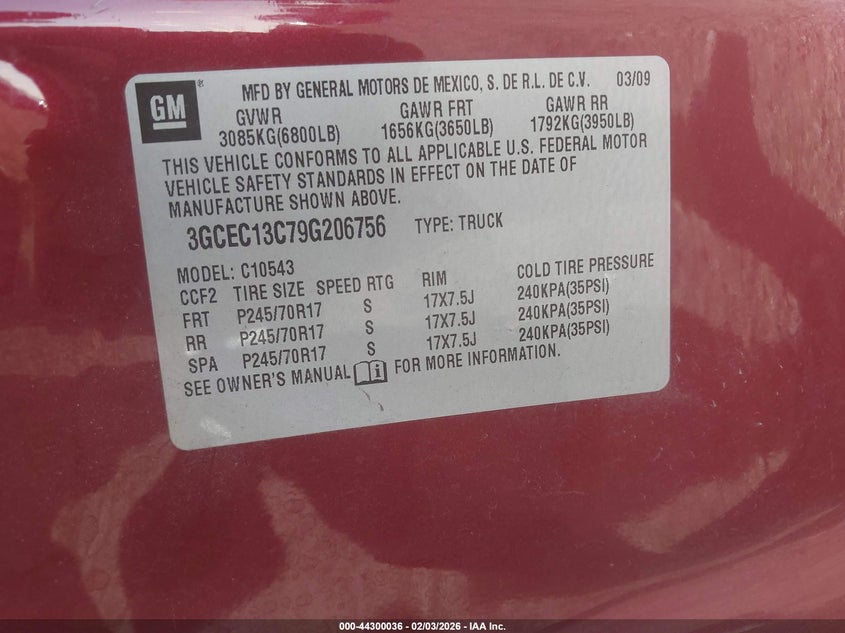 GM ®
MFD BY GENERAL MOTORS DE MEXICO, S. DE R.L. DE C.V. 03/09
GVWR GAWR FRT GAWR RR
3085KG(6800LB) 1656KG(3650LB) 1792KG(3950LB)
THIS VEHICLE CONFORMS TO ALL APPLICABLE U.S. FEDERAL MOTOR
VEHICLE SAFETY STANDARDS IN EFFECT ON THE DATE OF
MANUFACTURE SHOWN ABOVE.
3GCEC13C79G206756 TYPE: TRUCK
MODEL: C10543
CCF2 TIRE SIZE SPEED RTG RIM COLD TIRE PRESSURE
FRT P245/70R17 S 17X7.5J 240KPA(35PSI)
RR P245/70R17 S 17X7.5J 240KPA(35PSI)
SPA P245/70R17 S 17X7.5J 240KPA(35PSI)
SEE OWNER'S MANUAL FOR MORE INFORMATION.
000-44300036 - 02/03/2026 - IAA Inc.